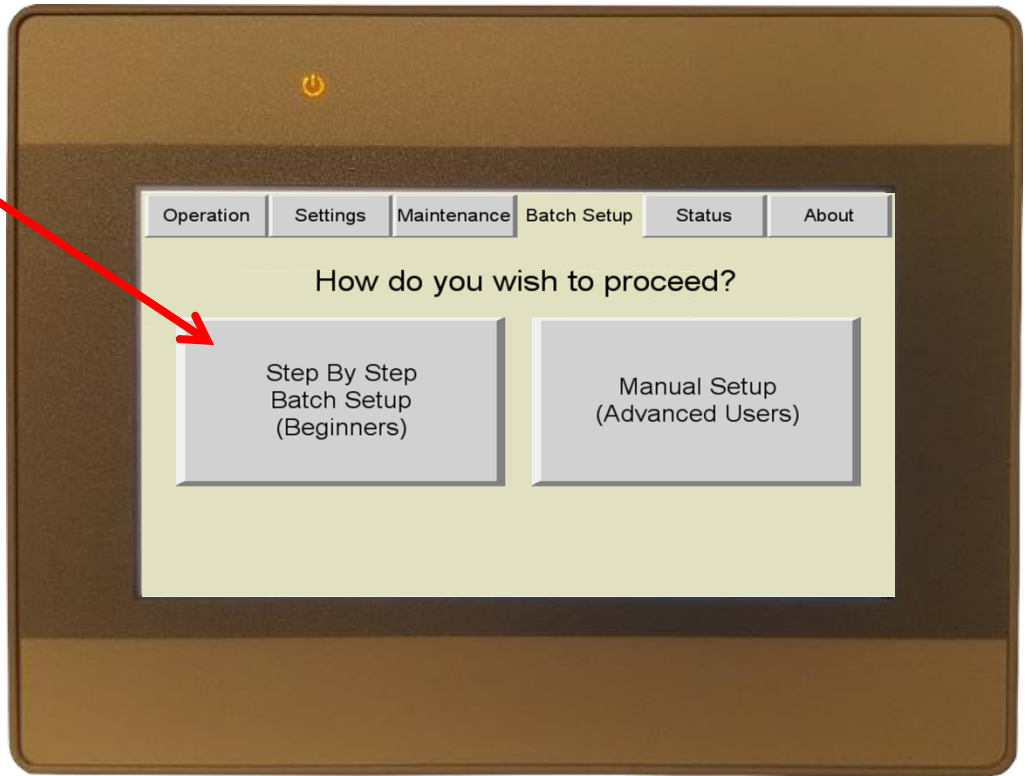 Operation Settings Maintenance Batch Setup Status About
How do you wish to proceed?
Step By Step
Batch Setup
(Beginners)
Manual Setup
(Advanced Users)